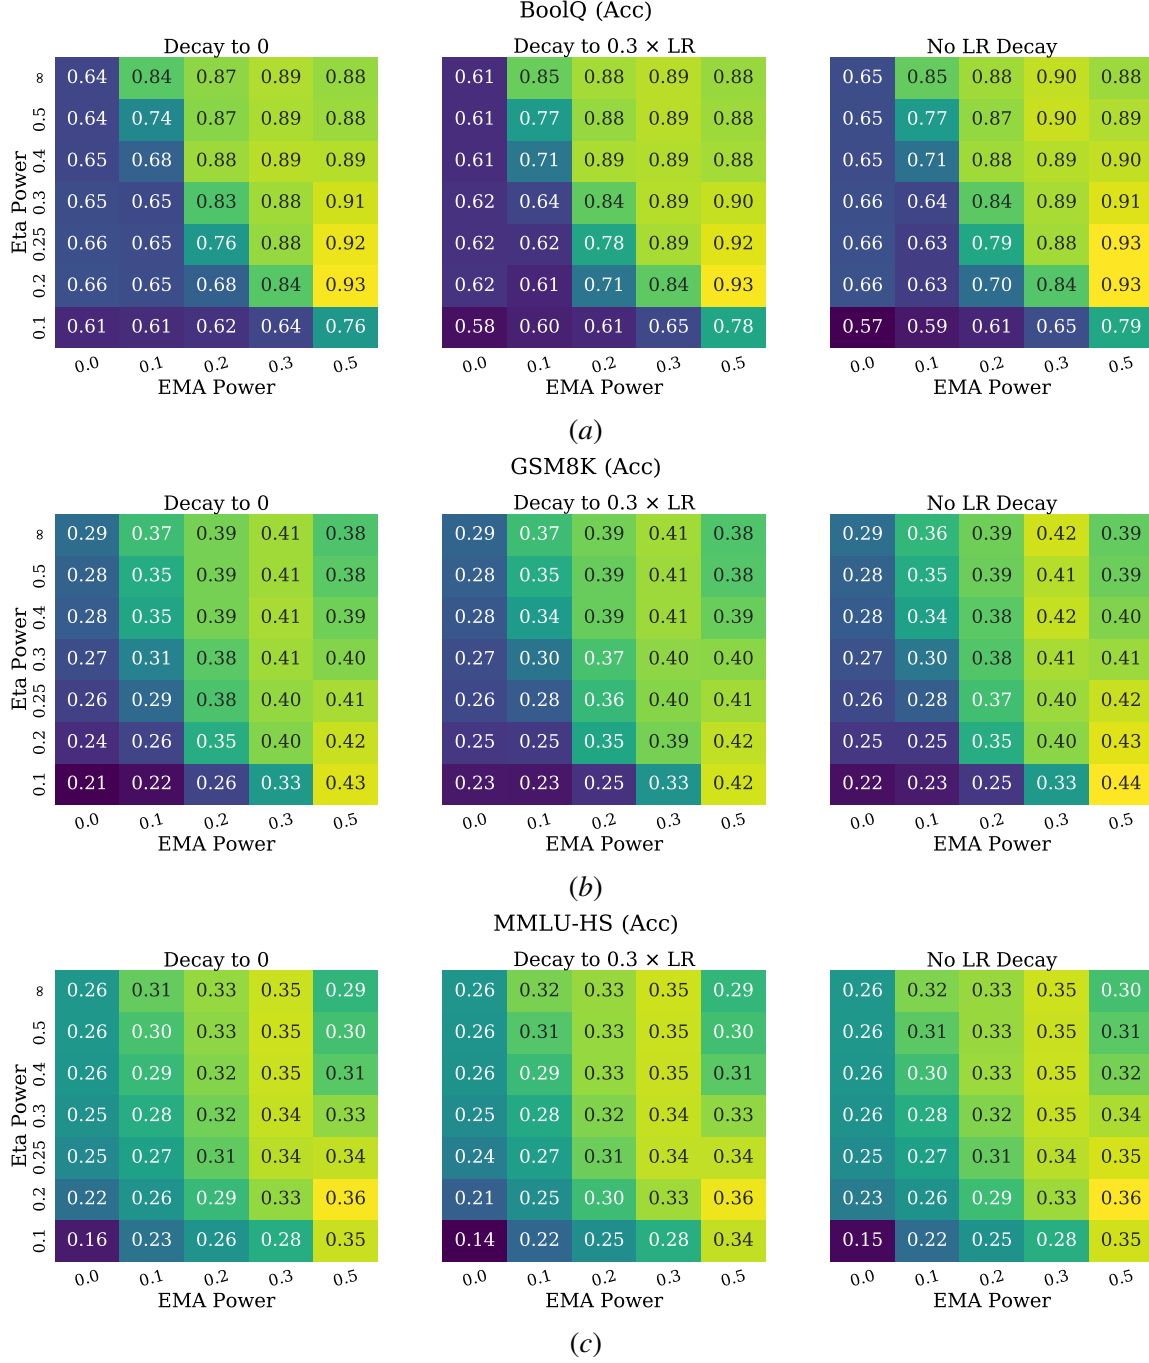 BoolQ (Acc)
Decay to 0 Decay to 0.3 × LR No LR Decay
∞ 0.64 0.84 0.87 0.89 0.88 0.61 0.85 0.88 0.89 0.88 0.65 0.85 0.88 0.90 0.88
0.5 0.64 0.74 0.87 0.89 0.88 0.61 0.77 0.88 0.89 0.88 0.65 0.77 0.87 0.90 0.89
0.4 0.65 0.68 0.88 0.89 0.89 0.61 0.71 0.89 0.89 0.88 0.65 0.71 0.88 0.89 0.90
Eta Power
0.3 0.65 0.65 0.83 0.88 0.91 0.62 0.64 0.84 0.89 0.90 0.66 0.64 0.84 0.89 0.91
0.25 0.66 0.65 0.76 0.88 0.92 0.62 0.62 0.78 0.89 0.92 0.66 0.63 0.79 0.88 0.93
0.2 0.66 0.65 0.68 0.84 0.93 0.62 0.61 0.71 0.84 0.93 0.66 0.63 0.70 0.84 0.93
0.1 0.61 0.61 0.62 0.64 0.76 0.58 0.60 0.61 0.65 0.78 0.57 0.59 0.61 0.65 0.79
0.0 0.1 0.2 0.3 0.5 0.0 0.1 0.2 0.3 0.5 0.0 0.1 0.2 0.3 0.5
EMA Power EMA Power EMA Power
(a)
GSM8K (Acc)
Decay to 0 Decay to 0.3 × LR No LR Decay
∞ 0.29 0.37 0.39 0.41 0.38 0.29 0.37 0.39 0.41 0.38 0.29 0.36 0.39 0.42 0.39
0.5 0.28 0.35 0.39 0.41 0.38 0.28 0.35 0.39 0.41 0.38 0.28 0.35 0.39 0.41 0.39
0.4 0.28 0.35 0.39 0.41 0.39 0.28 0.34 0.39 0.41 0.39 0.28 0.34 0.38 0.42 0.40
Eta Power
0.3 0.27 0.31 0.38 0.41 0.40 0.27 0.30 0.37 0.40 0.40 0.27 0.30 0.38 0.41 0.41
0.25 0.26 0.29 0.38 0.40 0.41 0.26 0.28 0.36 0.40 0.41 0.26 0.28 0.37 0.40 0.42
0.2 0.24 0.26 0.35 0.40 0.42 0.25 0.25 0.35 0.39 0.42 0.25 0.25 0.35 0.40 0.43
0.1 0.21 0.22 0.26 0.33 0.43 0.23 0.23 0.25 0.33 0.42 0.22 0.23 0.25 0.33 0.44
0.0 0.1 0.2 0.3 0.5 0.0 0.1 0.2 0.3 0.5 0.0 0.1 0.2 0.3 0.5
EMA Power EMA Power EMA Power
(b)
MMLU-HS (Acc)
Decay to 0 Decay to 0.3 × LR No LR Decay
∞ 0.26 0.31 0.33 0.35 0.29 0.26 0.32 0.33 0.35 0.29 0.26 0.32 0.33 0.35 0.30
0.5 0.26 0.30 0.33 0.35 0.30 0.26 0.31 0.33 0.35 0.30 0.26 0.31 0.33 0.35 0.31
0.4 0.26 0.29 0.32 0.35 0.31 0.26 0.29 0.33 0.35 0.31 0.26 0.30 0.33 0.35 0.32
Eta Power
0.3 0.25 0.28 0.32 0.34 0.33 0.25 0.28 0.32 0.34 0.33 0.26 0.28 0.32 0.35 0.34
0.25 0.25 0.27 0.31 0.34 0.34 0.24 0.27 0.31 0.34 0.34 0.25 0.27 0.31 0.34 0.35
0.2 0.22 0.26 0.29 0.33 0.36 0.21 0.25 0.30 0.33 0.36 0.23 0.26 0.29 0.33 0.36
0.1 0.16 0.23 0.26 0.28 0.35 0.14 0.22 0.25 0.28 0.34 0.15 0.22 0.25 0.28 0.35
0.0 0.1 0.2 0.3 0.5 0.0 0.1 0.2 0.3 0.5 0.0 0.1 0.2 0.3 0.5
EMA Power EMA Power EMA Power
(c)